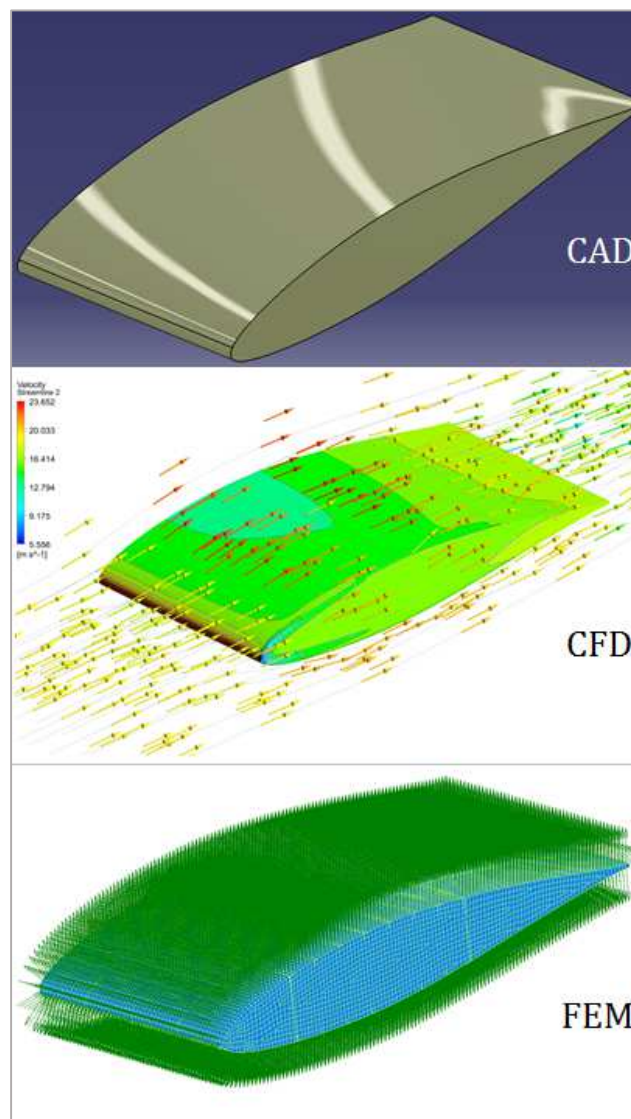 CAD
Velocity
Streamline 2
23.652
20.033
16.414
12.794
9.175
5.556
[m s^-1]
CFD
FEM